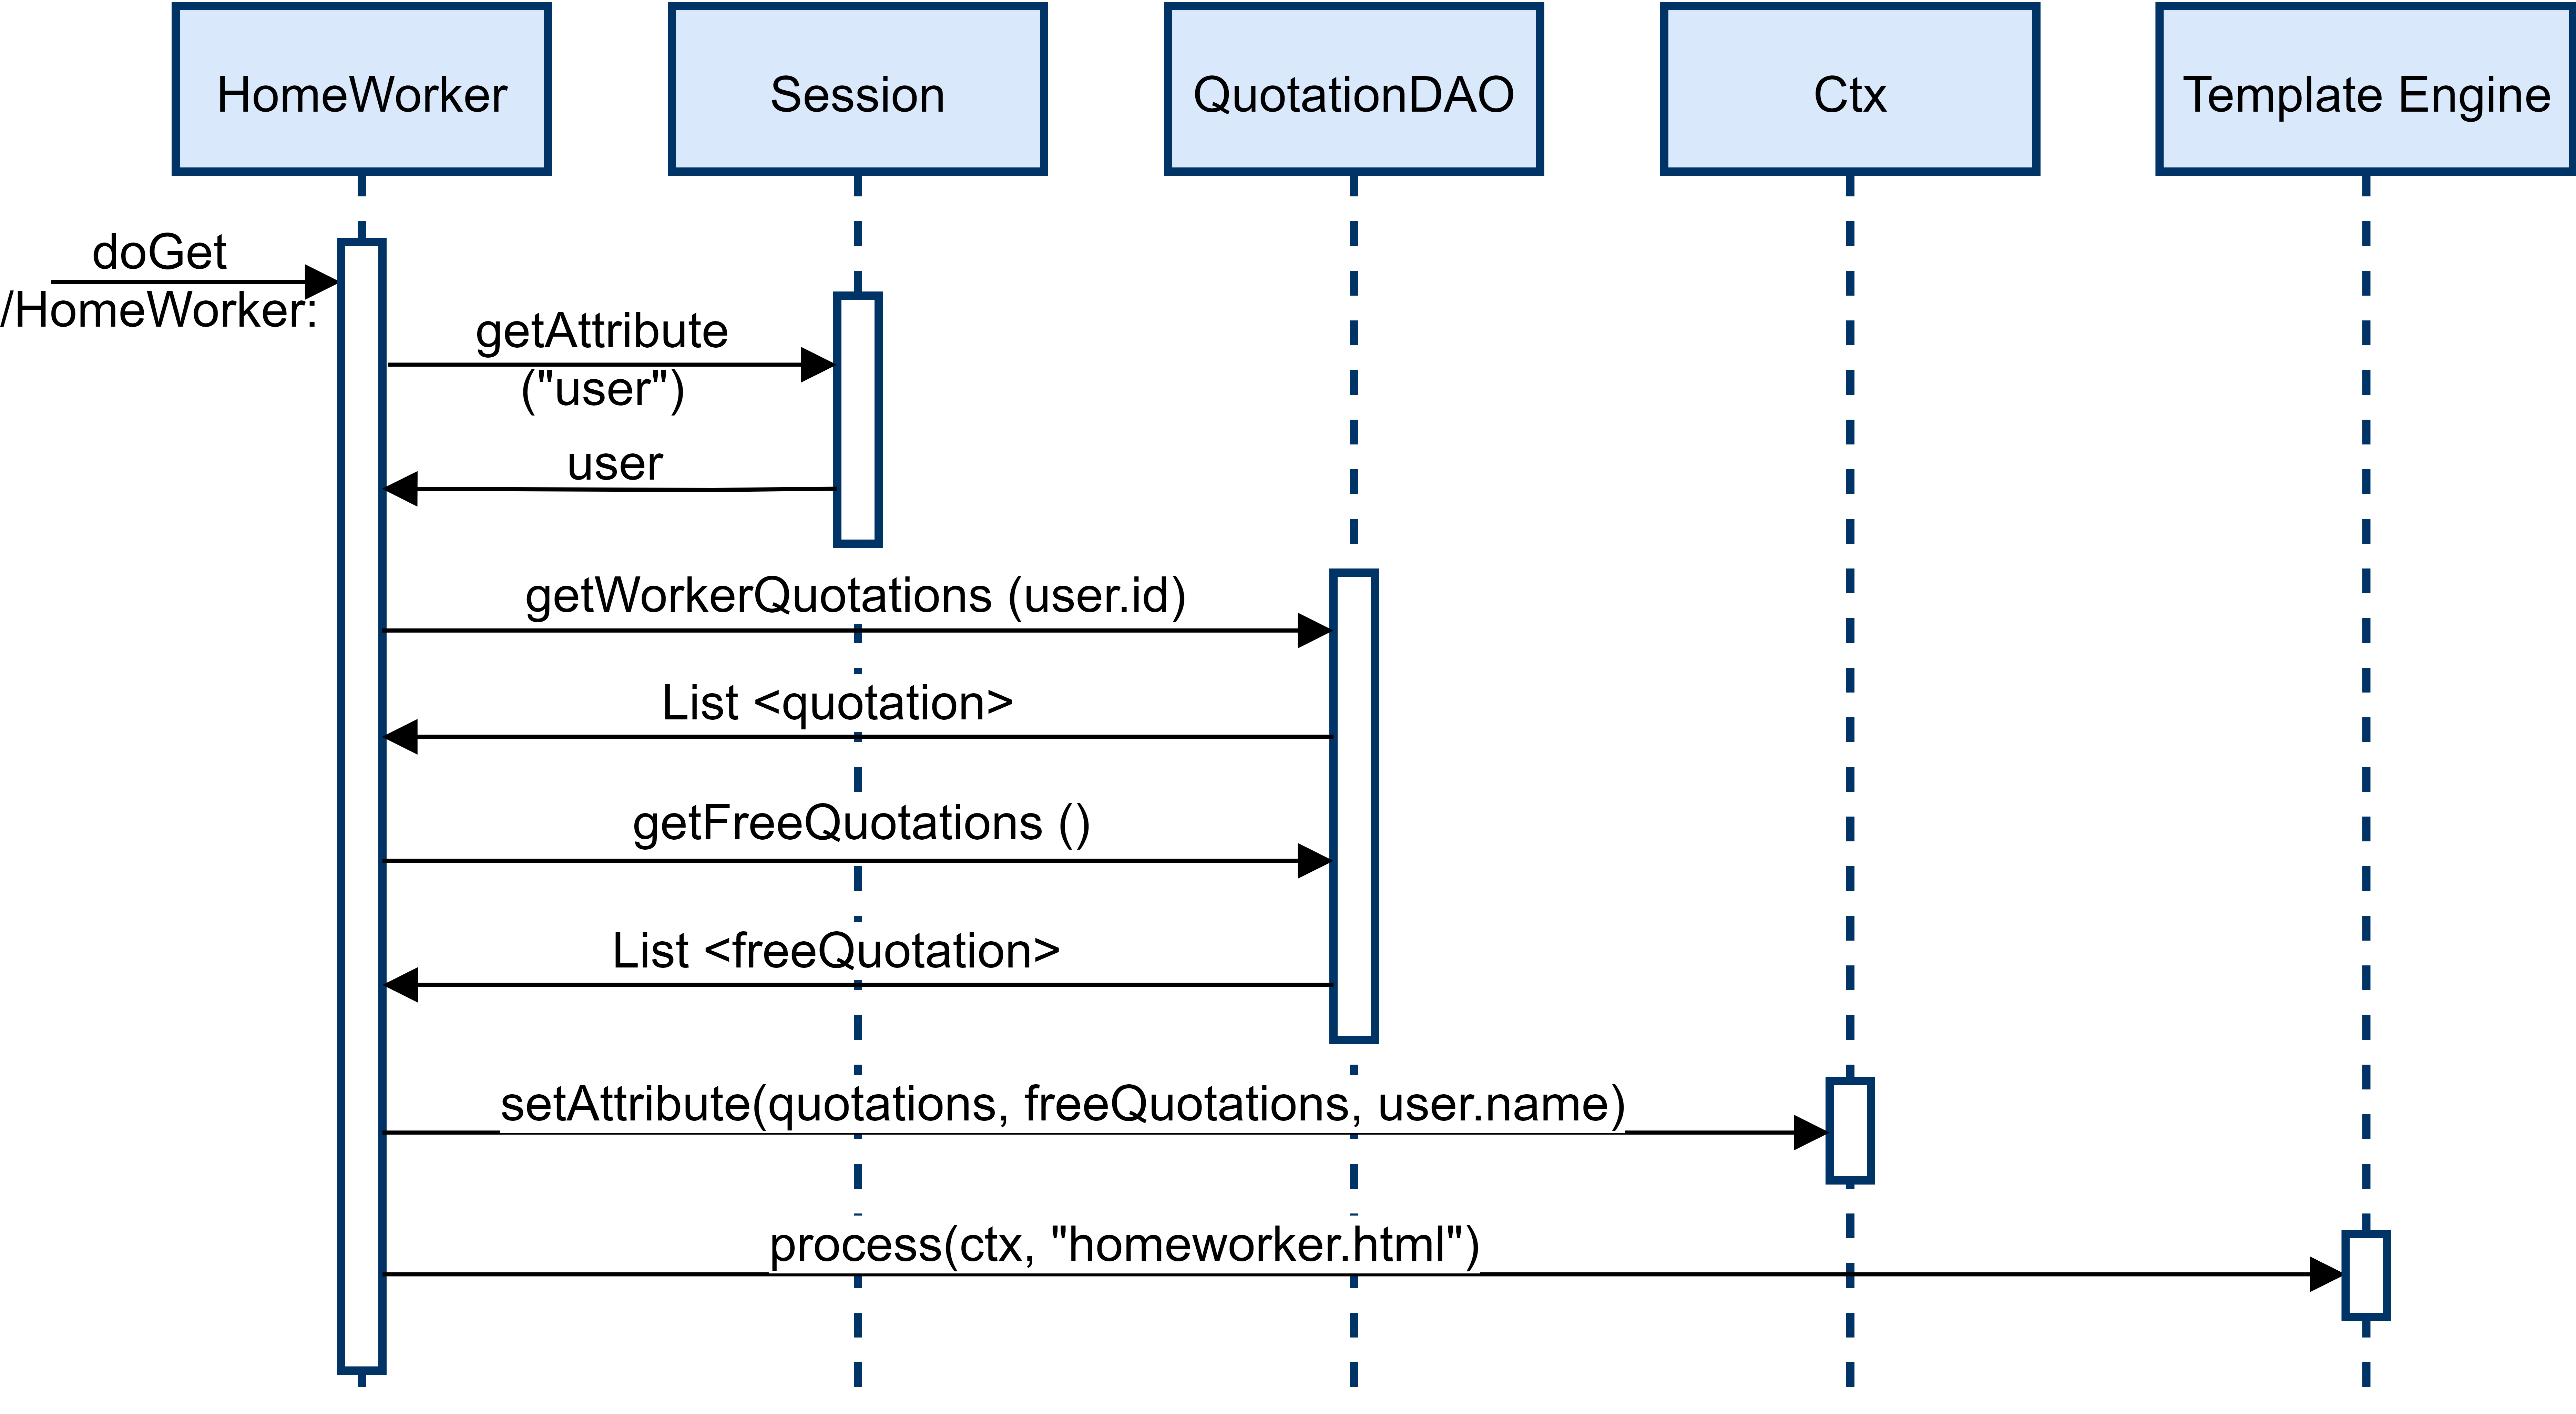 HomeWorker
Session
QuotationDAO
Ctx
Template Engine
doGet
/HomeWorker:
getAttribute
("user")
user
getWorkerQuotations (user.id)
List <quotation>
getFreeQuotations ()
List <freeQuotation>
setAttribute(quotations, freeQuotations, user.name)
process(ctx, "homeworker.html")